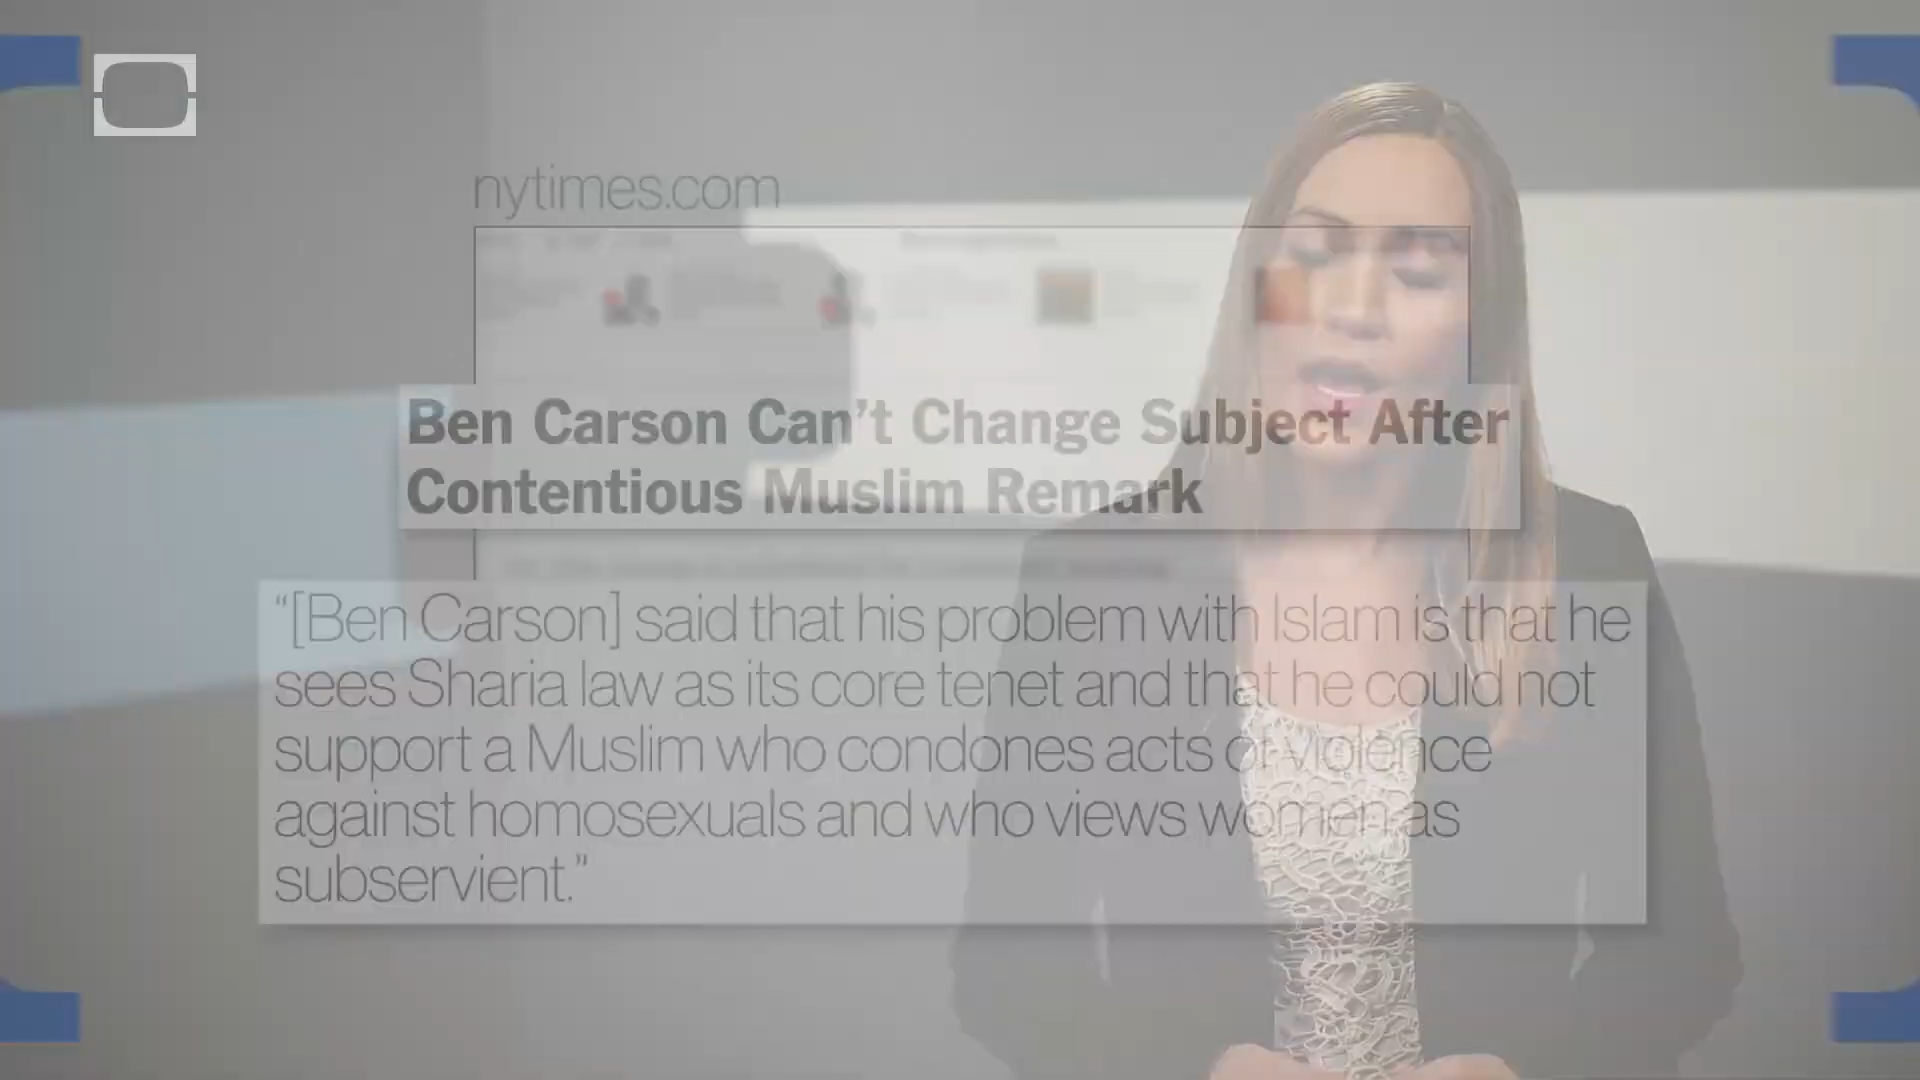 nytimes.com
Ben Carson Can't Change Subject After
Contentious Muslim Remark
“[Ben Carson] said that his problem with Islam is that he
sees Sharia law as its core tenet and that he could not
support a Muslim who condones acts of violence
against homosexuals and who views women as
subservient.”